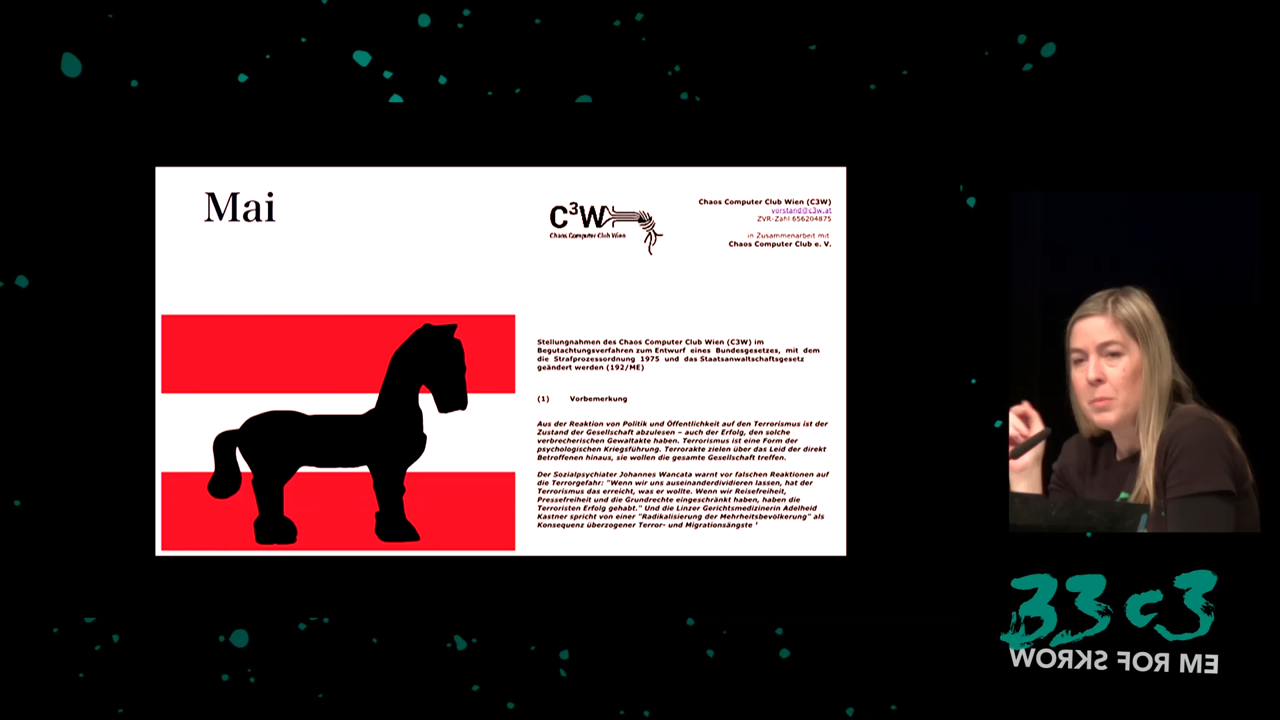 Mai
C3W
Chaos Computer Club Wien
Chaos Computer Club Wien (C3W)
vorstand@c3w.at
ZVR-Zahl 656204875
in Zusammenarbeit mit
Chaos Computer Club e. V.
Stellungnahmen des Chaos Computer Club Wien (C3W) im
Begutachtungsverfahren zum Entwurf eines Bundesgesetzes, mit dem
die Strafprozessordnung 1975 und das Staatsanwaltschaftsgesetz
geändert werden (192/ME)
(1) Vorbemerkung
Aus der Reaktion von Politik und Öffentlichkeit auf den Terrorismus ist der
Zustand der Gesellschaft abzulesen – auch der Erfolg, den solche
verbrecherischen Gewaltakte haben. Terrorismus ist eine Form der
psychologischen Kriegsführung. Terrorakte zielen über das Leid der direkt
Betroffenen hinaus, sie wollen die gesamte Gesellschaft treffen.
Der Sozialpsychiater Johannes Wancata warnt vor falschen Reaktionen auf
die Terrorgefahr: "Wenn wir uns auseinanderdividieren lassen, hat der
Terrorismus das erreicht, was er wollte. Wenn wir Reisefreiheit,
Pressefreiheit und die Grundrechte eingeschränkt haben, haben die
Terroristen Erfolg gehabt." Und die Linzer Gerichtsmedizinerin Adelheid
Kastner spricht von einer "Radikalisierung der Mehrheitsbevölkerung" als
Konsequenz überzogener Terror- und Migrationsängste
33c3
WORKS FOR ME